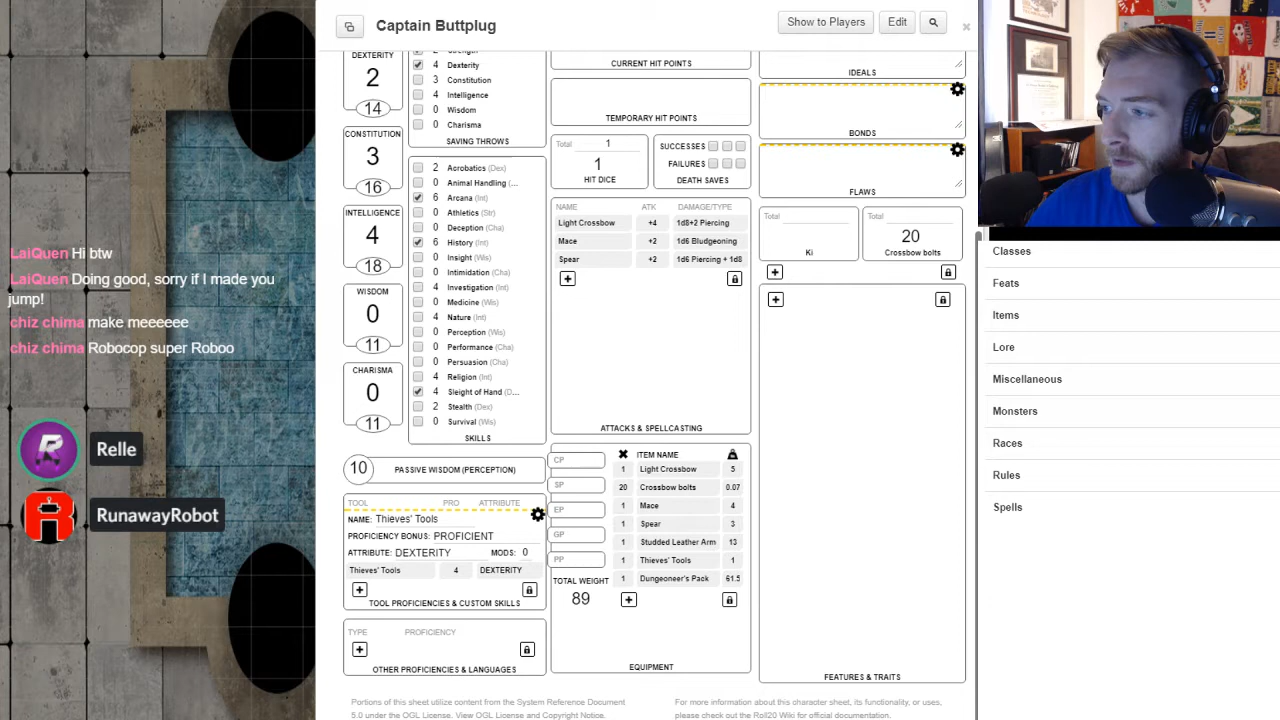 Captain Buttplug
Show to Players
Edit
DEXTERITY
2
14
CONSTITUTION
3
16
INTELLIGENCE
4
18
WISDOM
0
11
CHARISMA
0
11
4 Dexterity
3 Constitution
4 Intelligence
0 Wisdom
0 Charisma
SAVING THROWS
2 Acrobatics (Dex)
0 Animal Handling (...
6 Arcana (Int)
0 Athletics (Str)
0 Deception (Cha)
6 History (Int)
0 Insight (Wis)
0 Intimidation (Cha)
4 Investigation (Int)
0 Medicine (Wis)
4 Nature (Int)
0 Perception (Wis)
0 Performance (Cha)
0 Persuasion (Cha)
4 Religion (Int)
4 Sleight of Hand (D...
2 Stealth (Dex)
0 Survival (Wis)
SKILLS
10 PASSIVE WISDOM (PERCEPTION)
TOOL PRO ATTRIBUTE
NAME: Thieves' Tools
PROFICIENCY BONUS: PROFICIENT
ATTRIBUTE: DEXTERITY MODS: 0
Thieves' Tools 4 DEXTERITY
TOOL PROFICIENCIES & CUSTOM SKILLS
TYPE PROFICIENCY
OTHER PROFICIENCIES & LANGUAGES
CURRENT HIT POINTS
TEMPORARY HIT POINTS
Total 1
1
HIT DICE
SUCCESSES
FAILURES
DEATH SAVES
NAME ATK DAMAGE/TYPE
Light Crossbow +4 1d8+2 Piercing
Mace +2 1d6 Bludgeoning
Spear +2 1d6 Piercing + 1d8
ATTACKS & SPELLCASTING
CP
SP
EP
GP
PP
TOTAL WEIGHT
89
ITEM NAME
1 Light Crossbow 5
20 Crossbow bolts 0.07
1 Mace 4
1 Spear 3
1 Studded Leather Arm 13
1 Thieves' Tools 1
1 Dungeoneer's Pack 61.5
EQUIPMENT
IDEALS
BONDS
FLAWS
Total
Ki
Total
20
Crossbow bolts
FEATURES & TRAITS
Portions of this sheet utilize content from the System Reference Document
5.0 under the OGL License. View OGL License and Copyright Notice.
For more information about this character sheet, its functionality, or uses,
please check out the Roll20 Wiki for official documentation.
Classes
Feats
Items
Lore
Miscellaneous
Monsters
Races
Rules
Spells
LaiQuen Hi btw
LaiQuen Doing good, sorry if I made you
jump!
chiz chima make meeeeee
chiz chima Robocop super Roboo
Relle
RunawayRobot